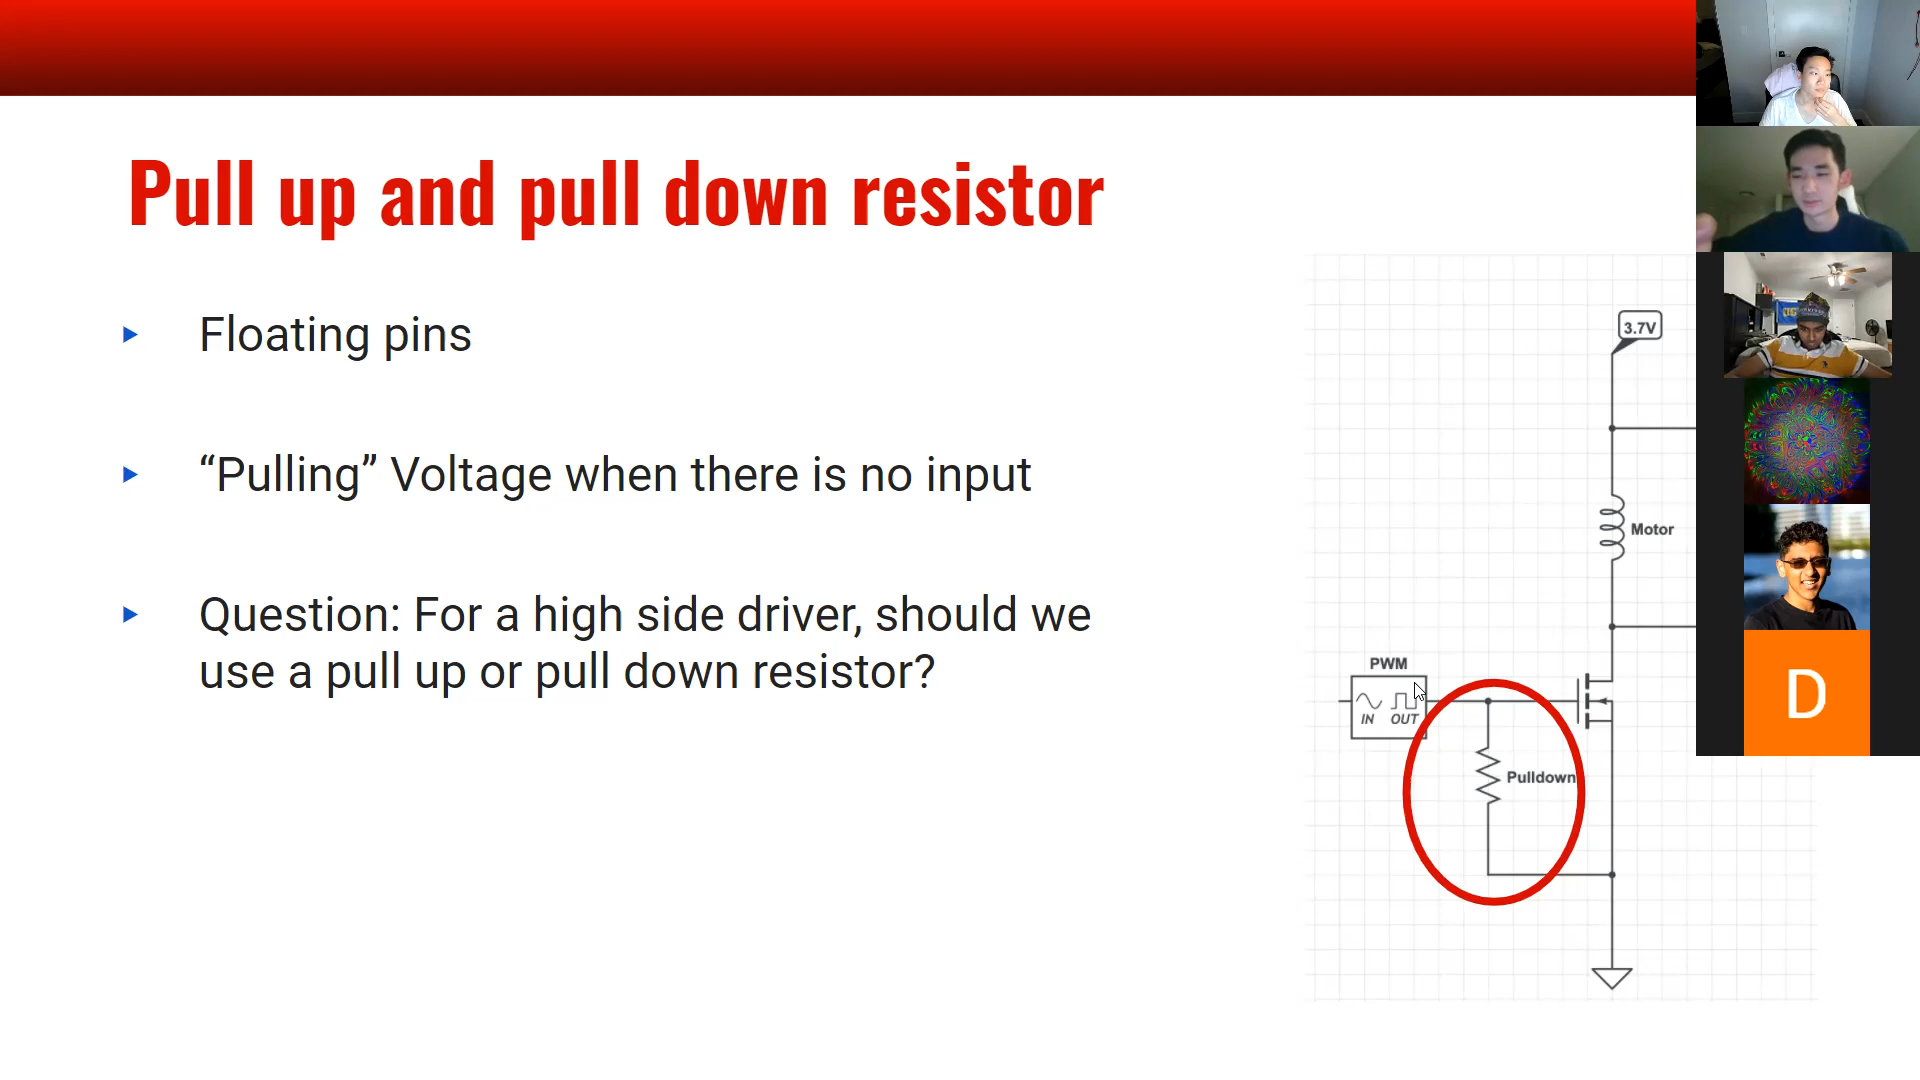 Pull up and pull down resistor
Floating pins
“Pulling” Voltage when there is no input
Question: For a high side driver, should we
use a pull up or pull down resistor?
3.7V
Motor
PWM
IN OUT
Pulldown
D